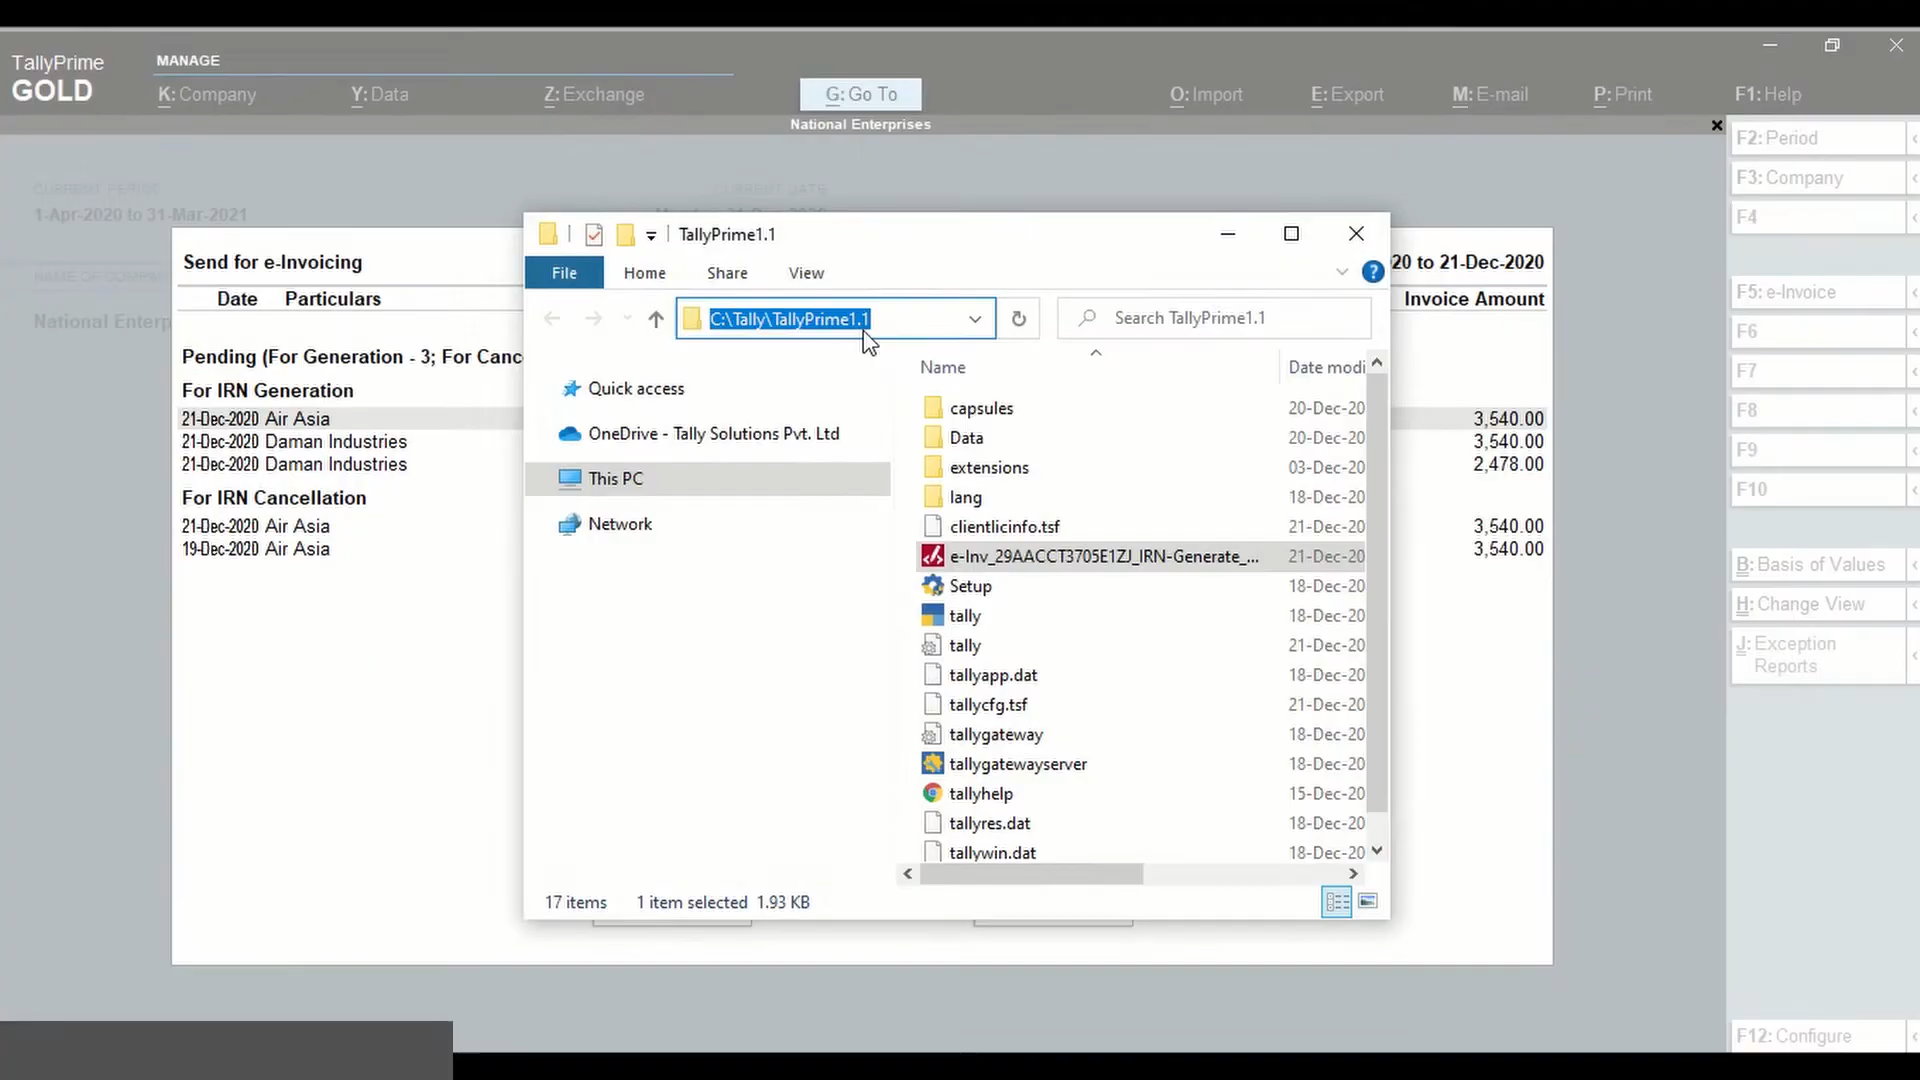 TallyPrime
GOLD
MANAGE
K: Company
Y: Data
Z: Exchange
G: Go To
O: Import
E: Export
M: E-mail
P: Print
F1: Help
National Enterprises
CURRENT PERIOD
CURRENT DATE
1-Apr-2020 to 31-Mar-2021
National Enterp
Send for e-Invoicing
20 to 21-Dec-2020
Date Particulars
Invoice Amount
Pending (For Generation - 3; For Cance
For IRN Generation
21-Dec-2020 Air Asia
3,540.00
21-Dec-2020 Daman Industries
3,540.00
21-Dec-2020 Daman Industries
2,478.00
For IRN Cancellation
21-Dec-2020 Air Asia
3,540.00
19-Dec-2020 Air Asia
3,540.00
TallyPrime1.1
File
Home
Share
View
C:\Tally\TallyPrime1.1
Search TallyPrime1.1
Quick access
OneDrive - Tally Solutions Pvt. Ltd
This PC
Network
Name
Date modi
capsules 20-Dec-20
Data 20-Dec-20
extensions 03-Dec-20
lang 18-Dec-20
clientlicinfo.tsf 21-Dec-20
e-Inv_29AACCT3705E1ZJ_IRN-Generate_... 21-Dec-20
Setup 18-Dec-20
tally 18-Dec-20
tally 21-Dec-20
tallyapp.dat 18-Dec-20
tallycfg.tsf 21-Dec-20
tallygateway 18-Dec-20
tallygatewayserver 18-Dec-20
tallyhelp 15-Dec-20
tallyres.dat 18-Dec-20
tallywin.dat 18-Dec-20
17 items
1 item selected 1.93 KB
F2: Period
F3: Company
F4
F5: e-Invoice
F6
F7
F8
F9
F10
B: Basis of Values
H: Change View
J: Exception
Reports
F12: Configure